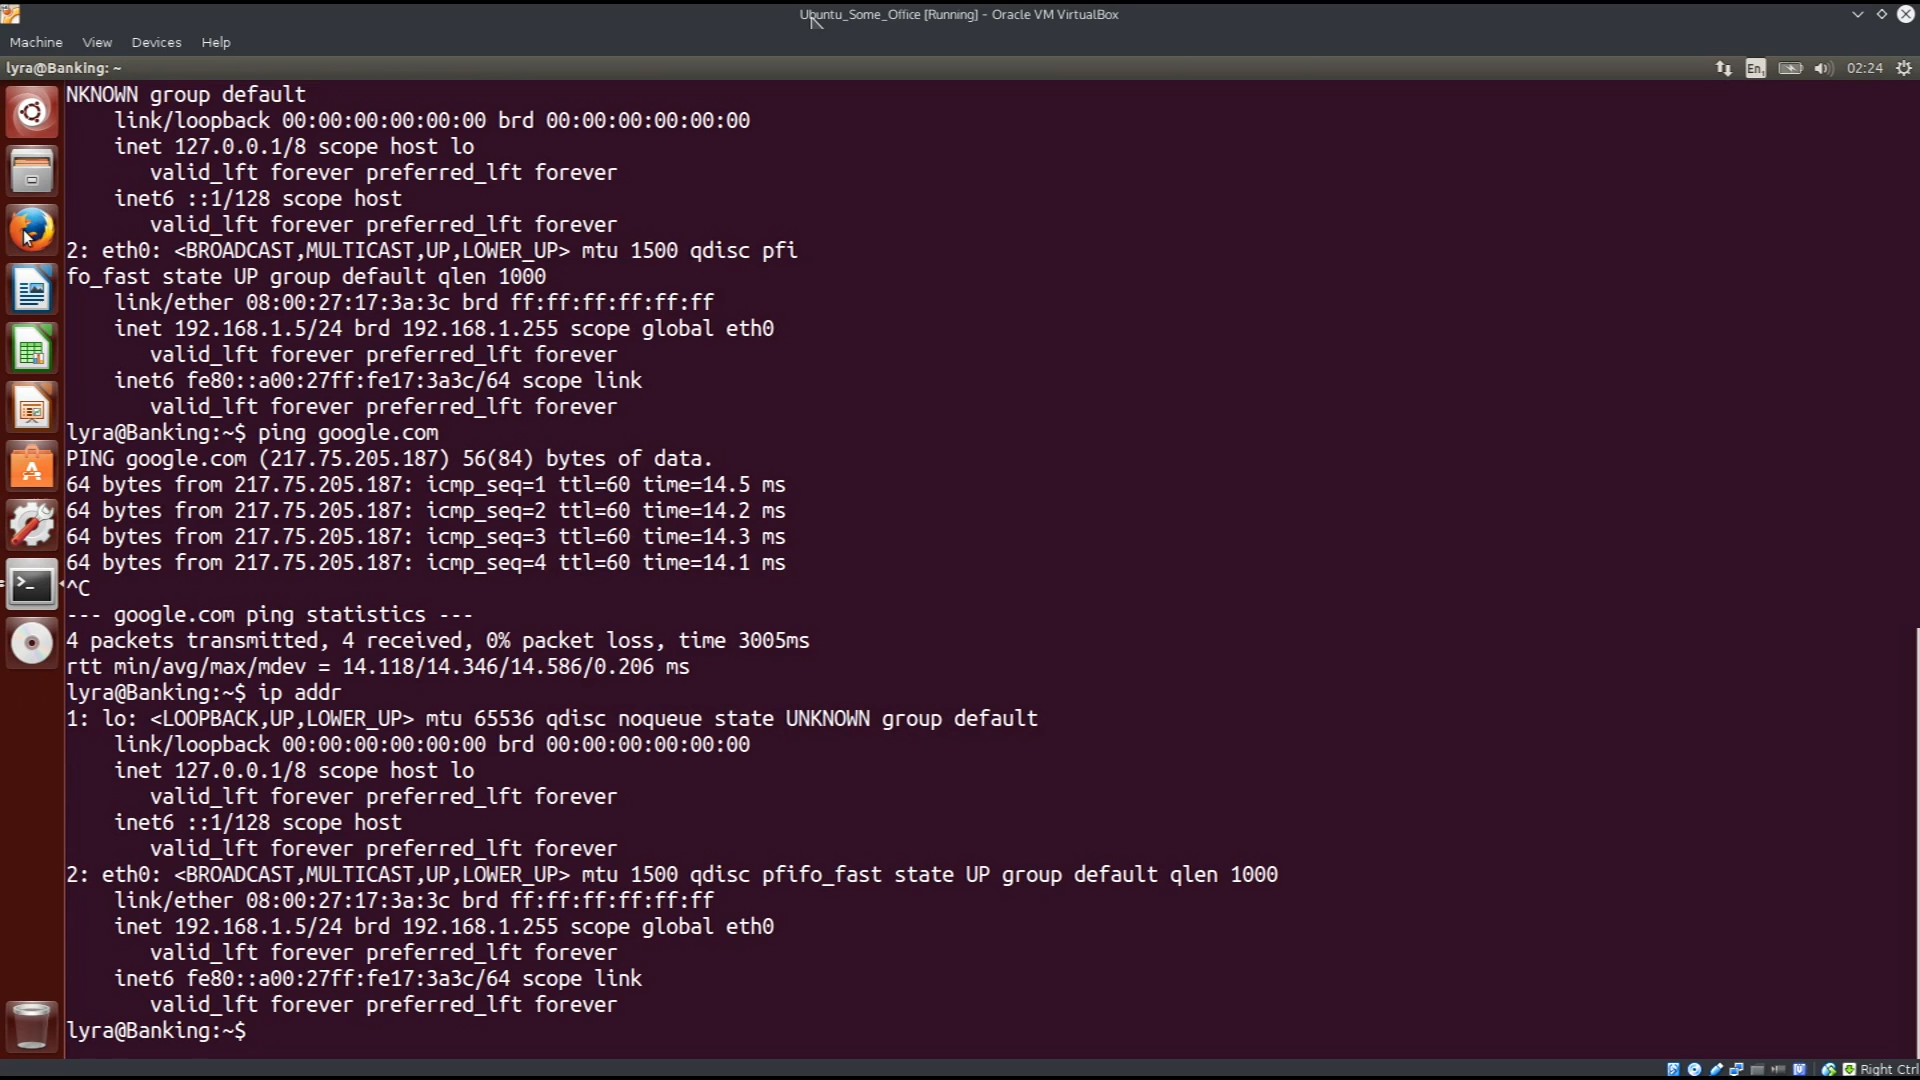 Ubuntu_Some_Office [Running] - Oracle VM VirtualBox
Machine View Devices Help
lyra@Banking: ~
En 02:24
NKNOWN group default
    link/loopback 00:00:00:00:00:00 brd 00:00:00:00:00:00
    inet 127.0.0.1/8 scope host lo
       valid_lft forever preferred_lft forever
    inet6 ::1/128 scope host
       valid_lft forever preferred_lft forever
2: eth0: <BROADCAST,MULTICAST,UP,LOWER_UP> mtu 1500 qdisc pfi
fo_fast state UP group default qlen 1000
    link/ether 08:00:27:17:3a:3c brd ff:ff:ff:ff:ff:ff
    inet 192.168.1.5/24 brd 192.168.1.255 scope global eth0
       valid_lft forever preferred_lft forever
    inet6 fe80::a00:27ff:fe17:3a3c/64 scope link
       valid_lft forever preferred_lft forever
lyra@Banking:~$ ping google.com
PING google.com (217.75.205.187) 56(84) bytes of data.
64 bytes from 217.75.205.187: icmp_seq=1 ttl=60 time=14.5 ms
64 bytes from 217.75.205.187: icmp_seq=2 ttl=60 time=14.2 ms
64 bytes from 217.75.205.187: icmp_seq=3 ttl=60 time=14.3 ms
64 bytes from 217.75.205.187: icmp_seq=4 ttl=60 time=14.1 ms
^C
--- google.com ping statistics ---
4 packets transmitted, 4 received, 0% packet loss, time 3005ms
rtt min/avg/max/mdev = 14.118/14.346/14.586/0.206 ms
lyra@Banking:~$ ip addr
1: lo: <LOOPBACK,UP,LOWER_UP> mtu 65536 qdisc noqueue state UNKNOWN group default
    link/loopback 00:00:00:00:00:00 brd 00:00:00:00:00:00
    inet 127.0.0.1/8 scope host lo
       valid_lft forever preferred_lft forever
    inet6 ::1/128 scope host
       valid_lft forever preferred_lft forever
2: eth0: <BROADCAST,MULTICAST,UP,LOWER_UP> mtu 1500 qdisc pfifo_fast state UP group default qlen 1000
    link/ether 08:00:27:17:3a:3c brd ff:ff:ff:ff:ff:ff
    inet 192.168.1.5/24 brd 192.168.1.255 scope global eth0
       valid_lft forever preferred_lft forever
    inet6 fe80::a00:27ff:fe17:3a3c/64 scope link
       valid_lft forever preferred_lft forever
lyra@Banking:~$
Right Ctrl